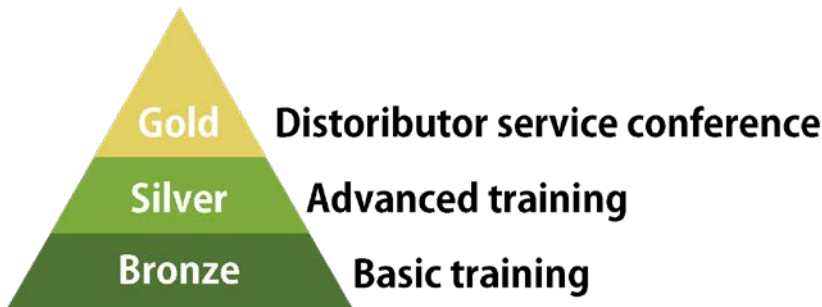 Gold Distoributor service conference
Silver Advanced training
Bronze Basic training